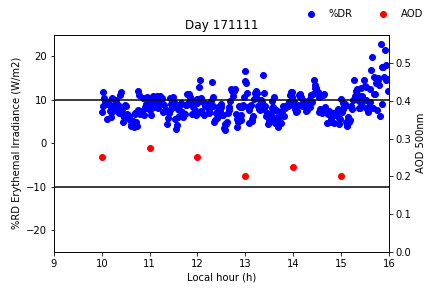 %DR AOD
Day 171111
%RD Erythermal Irradiance (W/m2)
20
10
0
−10
−20
0.5
0.4
0.3
0.2
0.1
0.0
AOD 500nm
9 10 11 12 13 14 15 16
Local hour (h)